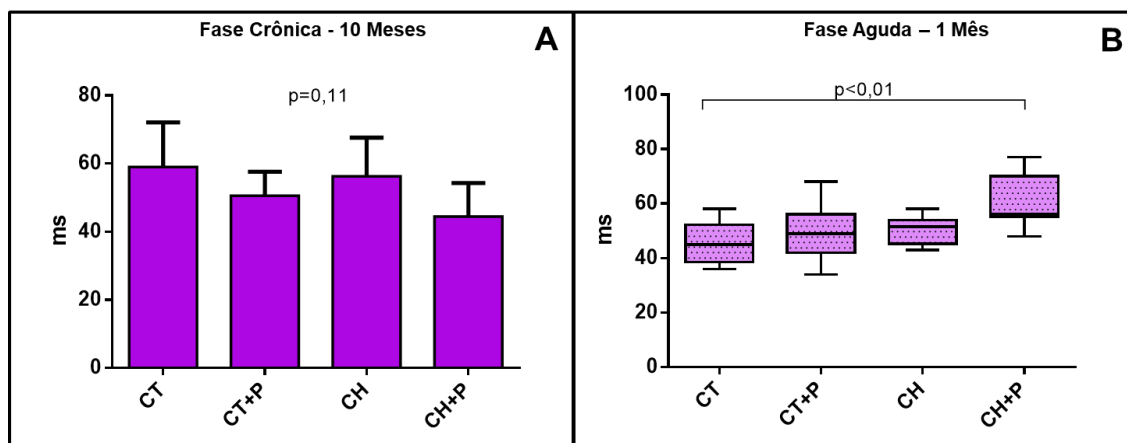 Fase Crônica - 10 Meses
A
p=0,11
80
60
40
20
0
ms
CT
CT+P
CH
CH+P
Fase Aguda – 1 Mês
B
p<0,01
100
80
60
40
20
0
ms
CT
CT+P
CH
CH+P